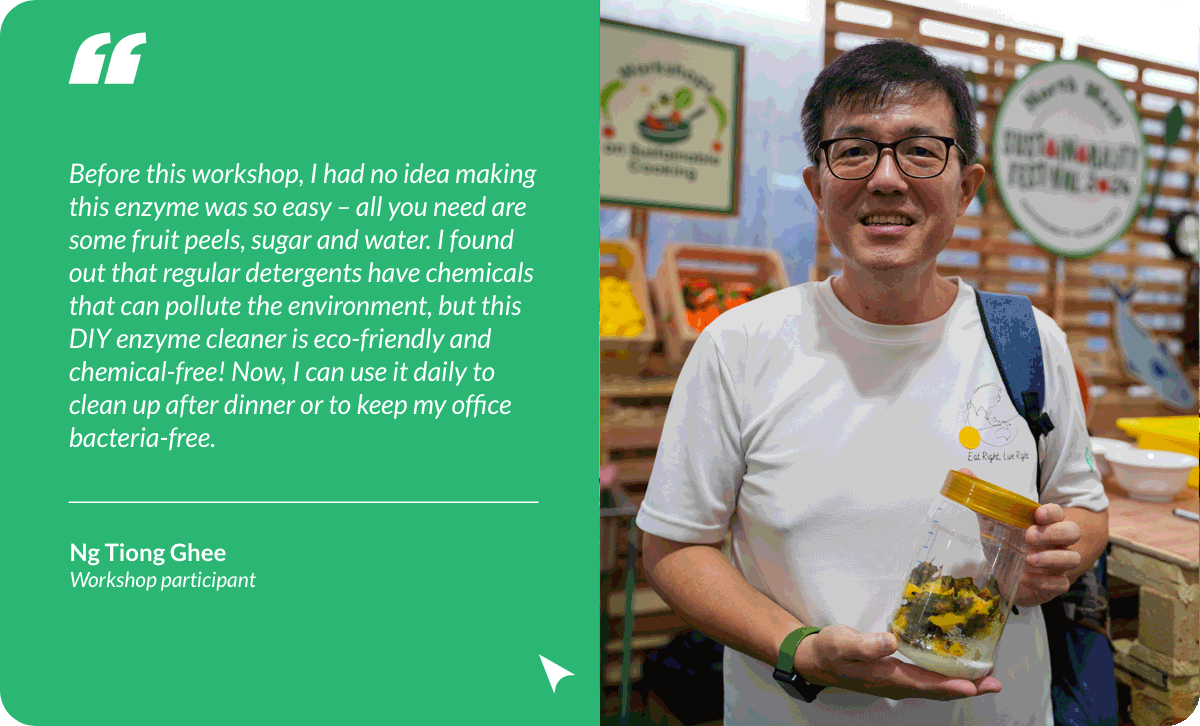 “
Before this workshop, I had no idea making
this enzyme was so easy – all you need are
some fruit peels, sugar and water. I found
out that regular detergents have chemicals
that can pollute the environment, but this
DIY enzyme cleaner is eco-friendly and
chemical-free! Now, I can use it daily to
clean up after dinner or to keep my office
bacteria-free.
Ng Tiong Ghee
Workshop participant
Workshops
on Sustainable
Cooking
North West
SUSTAINABILITY
FESTIVAL
Eat Right, Live Right